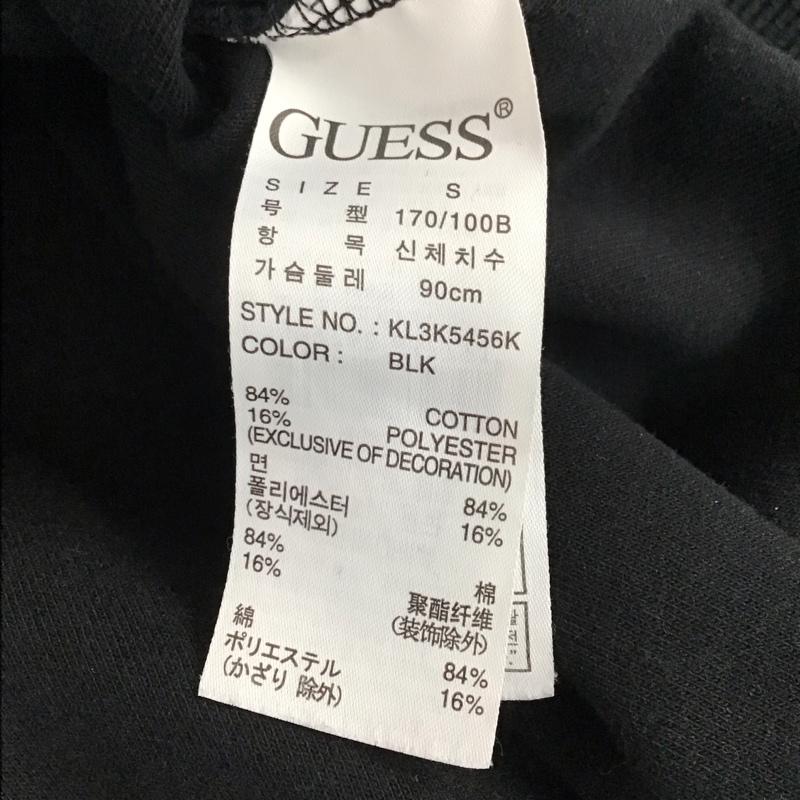 GUESS®
SIZE S
号 型 170/100B
항 목 신체치수
가슴둘레 90cm
STYLE NO. : KL3K5456K
COLOR : BLK
84% COTTON
16% POLYESTER
(EXCLUSIVE OF DECORATION)
면 84%
폴리에스터 16%
(장식제외)
84% 棉
16% 聚酯纤维
(装饰除外)
綿 84%
ポリエステル 16%
(かざり 除外)